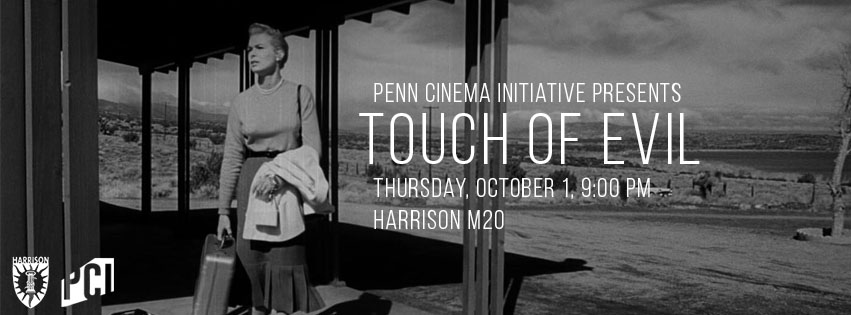 PENN CINEMA INITIATIVE PRESENTS
TOUCH OF EVIL
THURSDAY, OCTOBER 1, 9:00 PM
HARRISON M20
HARRISON
PCI